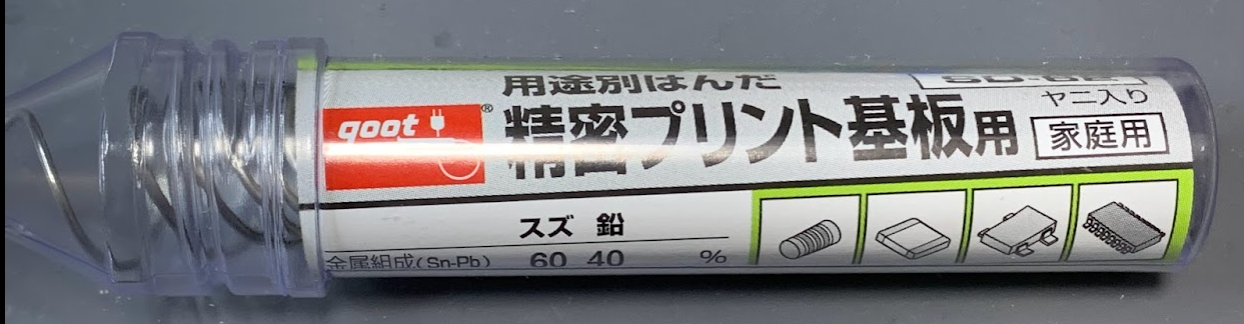 用途別はんだ
goot®
精密プリント基板用
ヤニ入り
家庭用
スズ 鉛
金属組成(Sn-Pb) 60 40 %